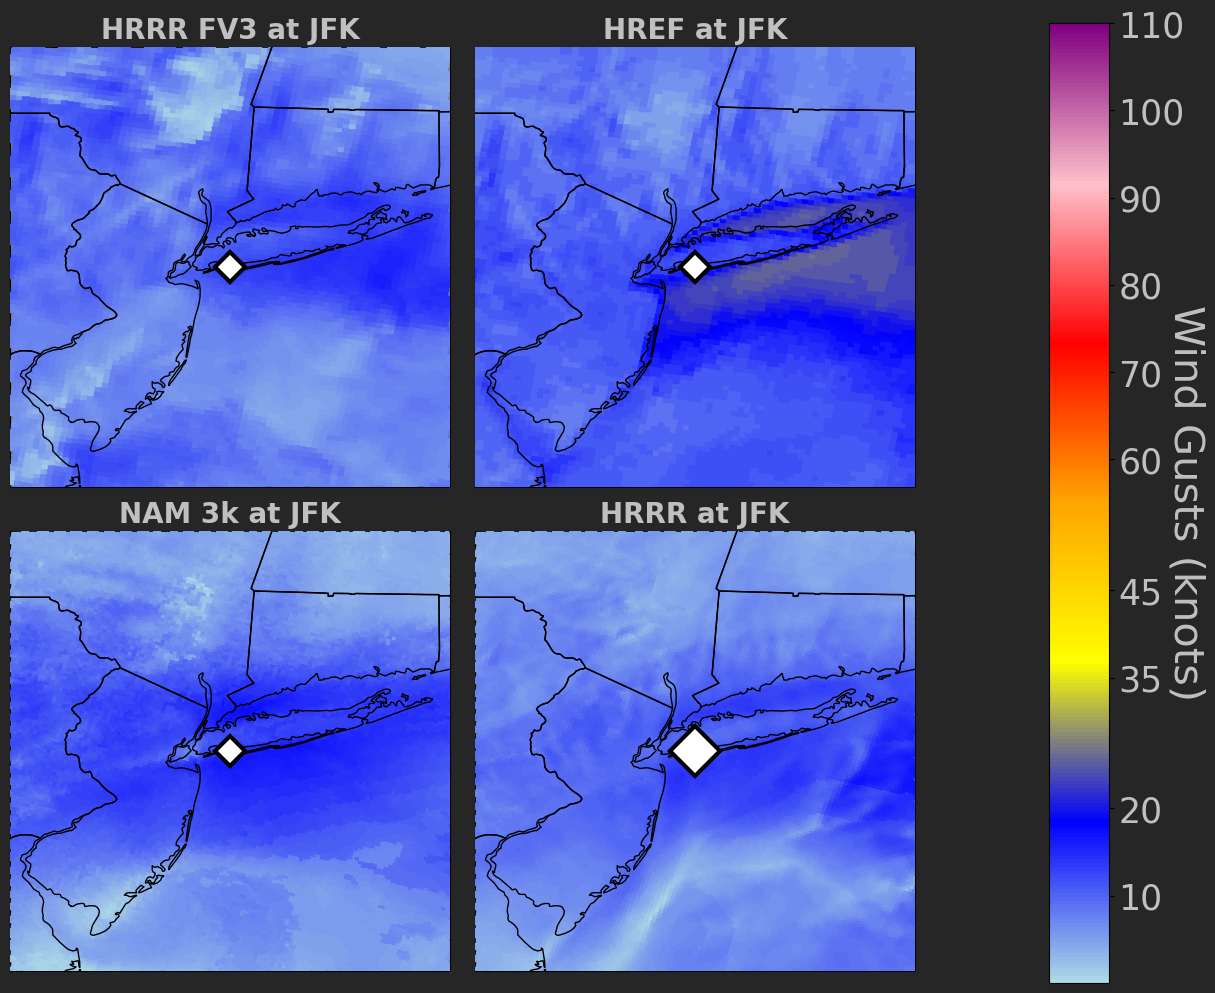 HRRR FV3 at JFK
HREF at JFK
NAM 3k at JFK
HRRR at JFK
110
100
90
80
70
60
45
35
20
10
Wind Gusts (knots)